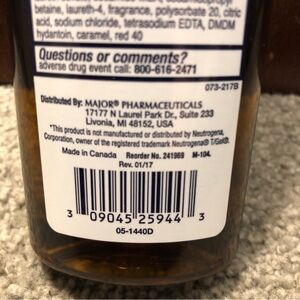 betaine, laureth-4, fragrance, polysorbate 20, citric
acid, sodium chloride, tetrasodium EDTA, DMDM
hydantoin, caramel, red 40
Questions or comments?
adverse drug event call: 800-616-2471
073-217B
Distributed By: MAJOR® PHARMACEUTICALS
17177 N Laurel Park Dr., Suite 233
Livonia, MI 48152, USA
*This product is not manufactured or distributed by Neutrogena,
Corporation, owner of the registered trademark Neutrogena® T/Gel®.
Made in Canada Reorder No. 241969 M-104
Rev. 01/17
3 09045 25944 3
05-1440D